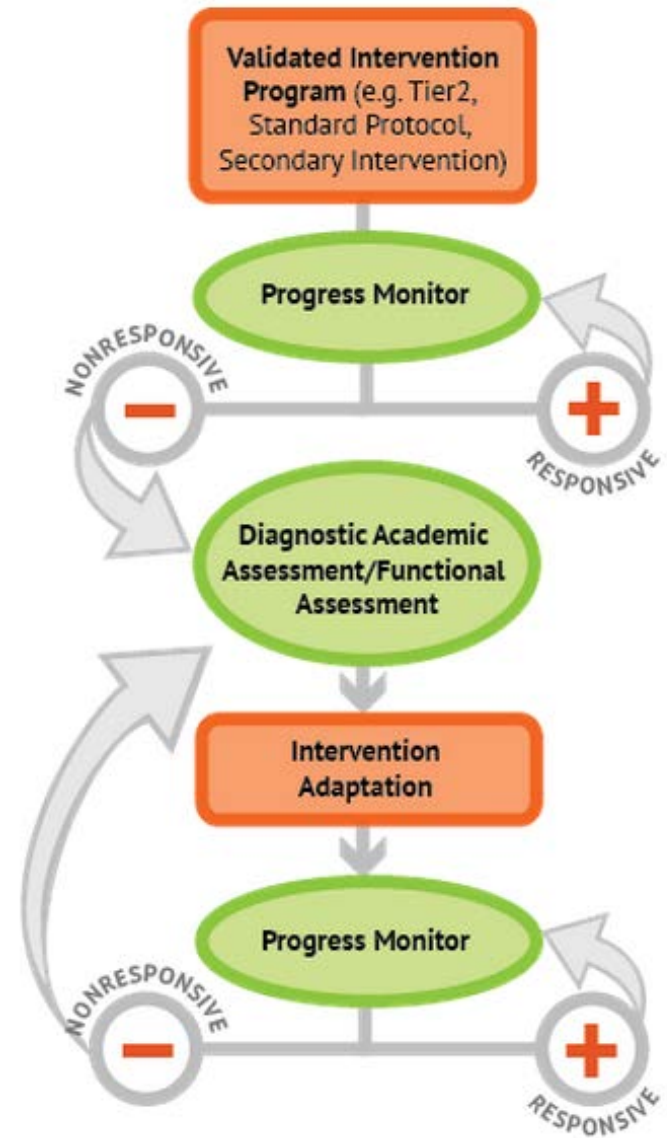 Validated Intervention
Program (e.g. Tier2,
Standard Protocol,
Secondary Intervention)
Progress Monitor
NONRESPONSIVE
RESPONSIVE
Diagnostic Academic
Assessment/Functional
Assessment
Intervention
Adaptation
Progress Monitor
NONRESPONSIVE
RESPONSIVE